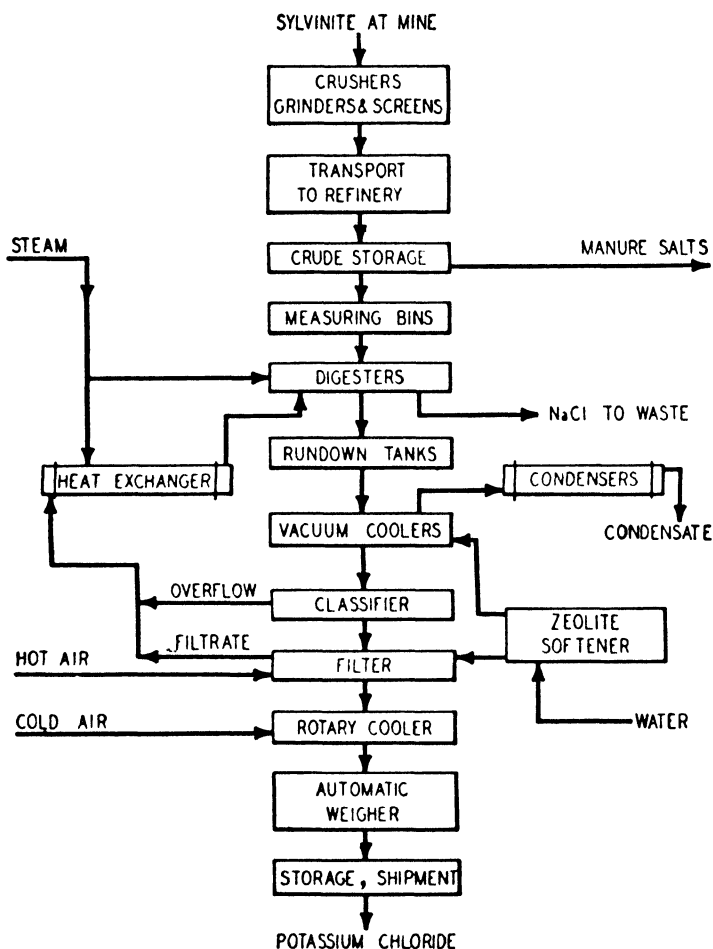 SYLVINITE AT MINE
CRUSHERS
GRINDERS & SCREENS
TRANSPORT
TO REFINERY
STEAM
CRUDE STORAGE
MANURE SALTS
MEASURING BINS
DIGESTERS
NaCl TO WASTE
RUNDOWN TANKS
HEAT EXCHANGER
CONDENSERS
VACUUM COOLERS
CONDENSATE
OVERFLOW
CLASSIFIER
ZEOLITE
SOFTENER
FILTRATE
HOT AIR
FILTER
COLD AIR
ROTARY COOLER
WATER
AUTOMATIC
WEIGHER
STORAGE, SHIPMENT
POTASSIUM CHLORIDE